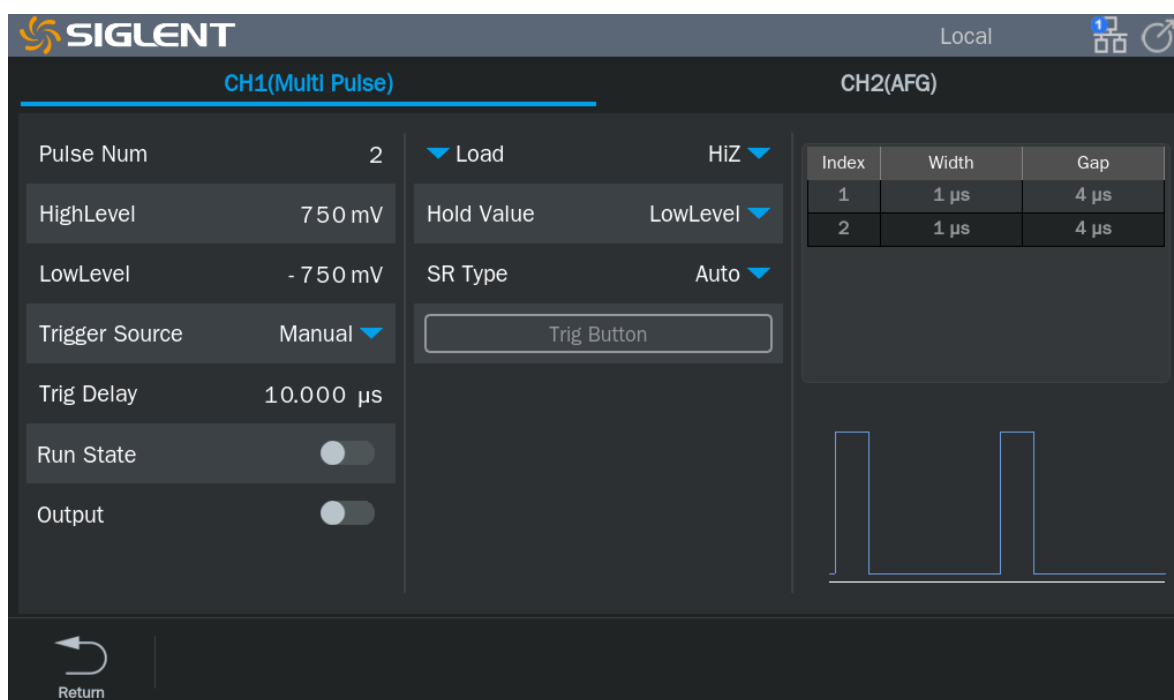 SIGLENT
Local
1
CH1(Multi Pulse)
CH2(AFG)
Pulse Num 2
HighLevel 750 mV
LowLevel -750 mV
Trigger Source Manual
Trig Delay 10.000 µs
Run State
Output
Load HiZ
Hold Value LowLevel
SR Type Auto
Trig Button
Index Width Gap
1 1 µs 4 µs
2 1 µs 4 µs
Return